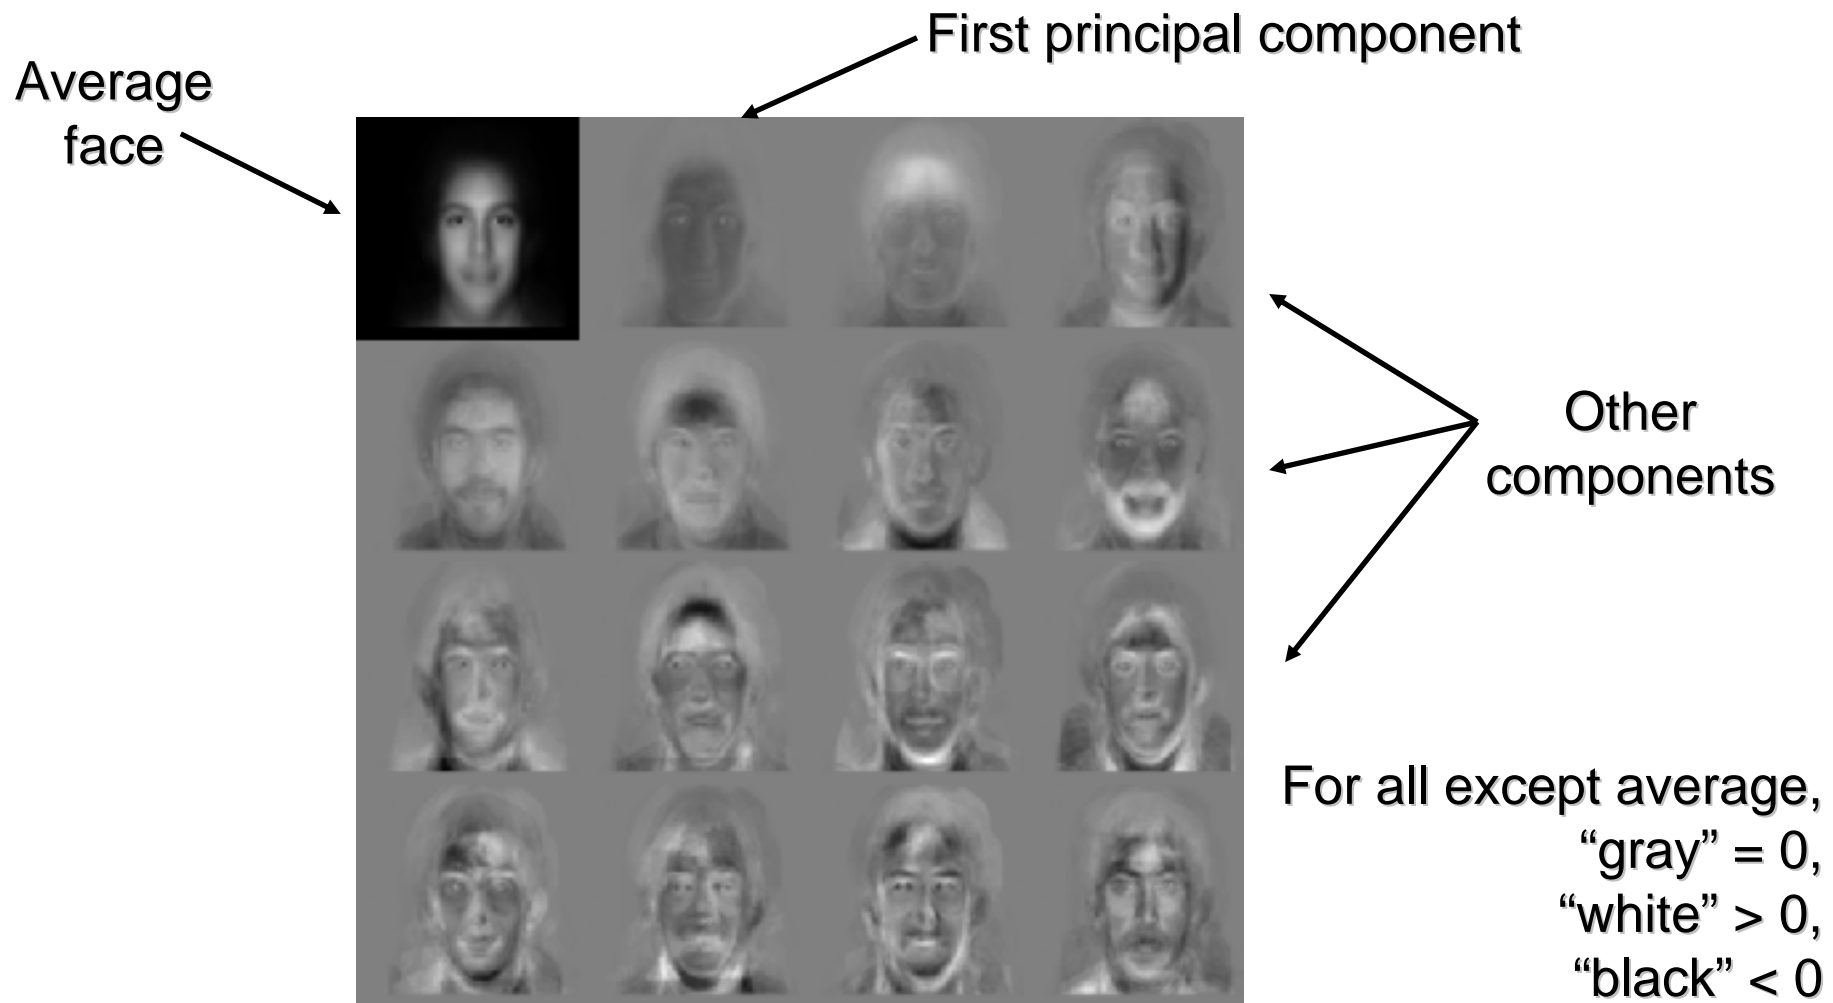 First principal component
Average
face
Other
components
For all except average,
“gray” = 0,
“white” > 0,
“black” < 0